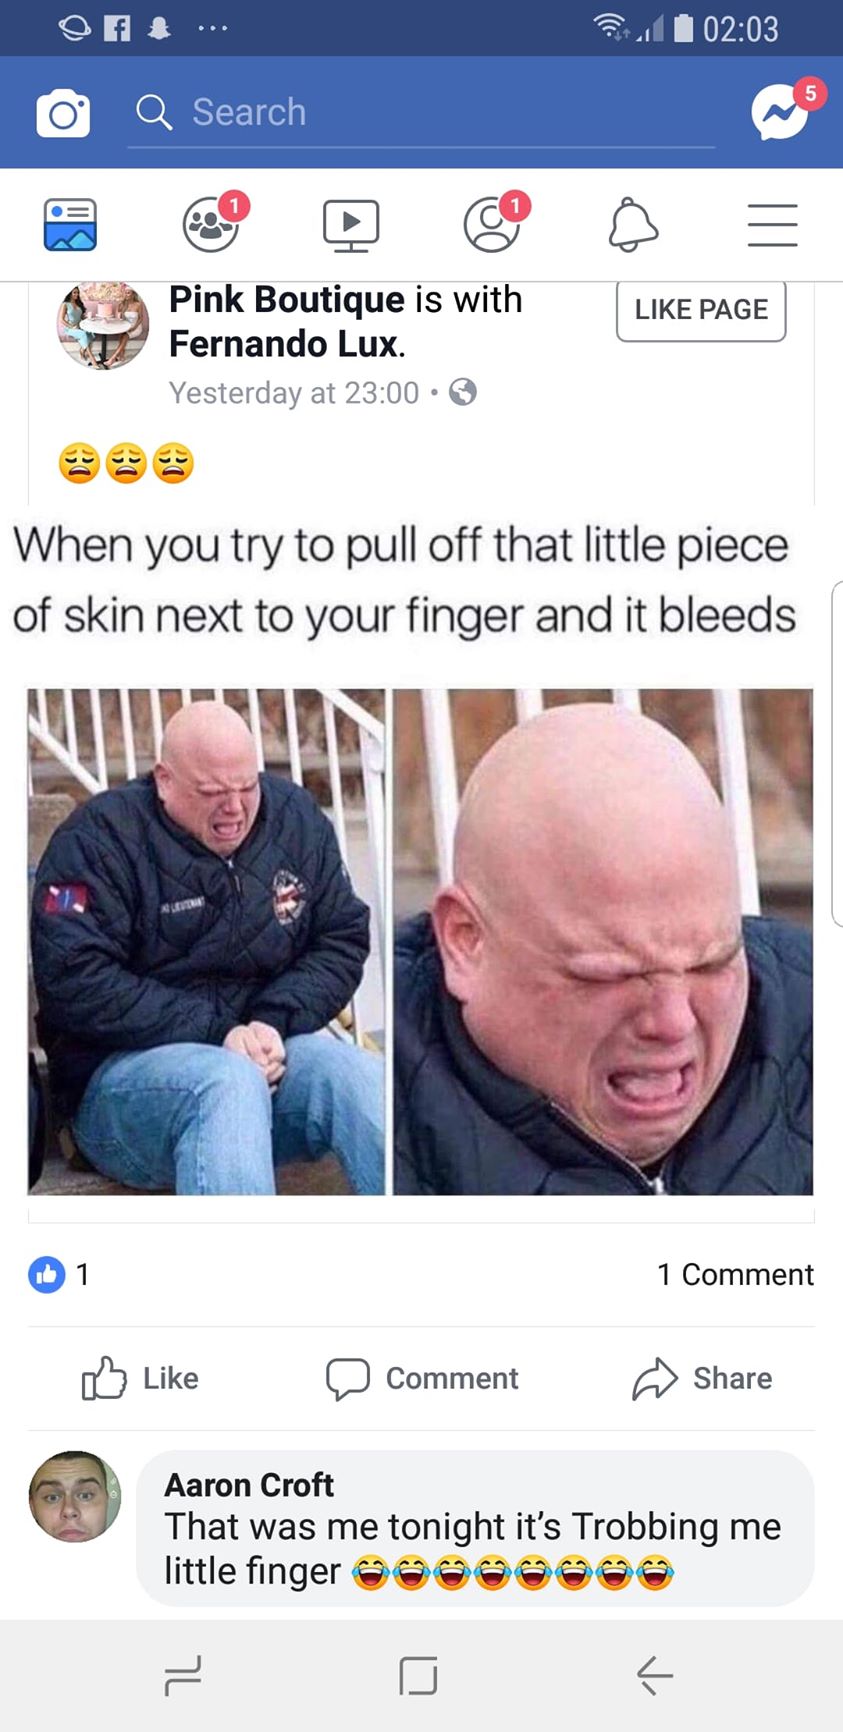 02:03
Search
5
1
1
Pink Boutique is with
Fernando Lux.
LIKE PAGE
Yesterday at 23:00 •
😩😩😩
When you try to pull off that little piece
of skin next to your finger and it bleeds
LIEUTENANT
1
1 Comment
Like
Comment
Share
Aaron Croft
That was me tonight it's Trobbing me
little finger 😂😂😂😂😂😂😂😂